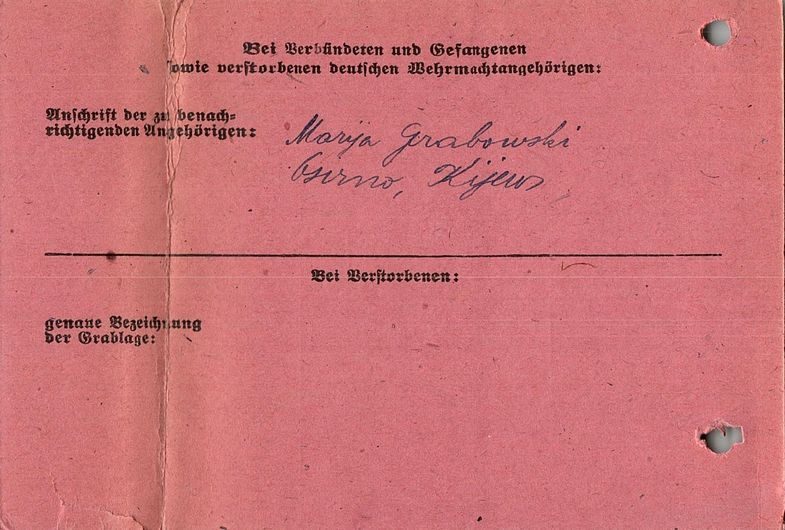 Bei Verbündeten und Gefangenen
sowie verstorbenen deutschen Wehrmachtangehörigen:
Anschrift der zu benach-
richtigenden Angehörigen:
Marija Grabowski
Oserno, Kijew
Bei Verstorbenen:
genaue Bezeichnung
der Grablage: